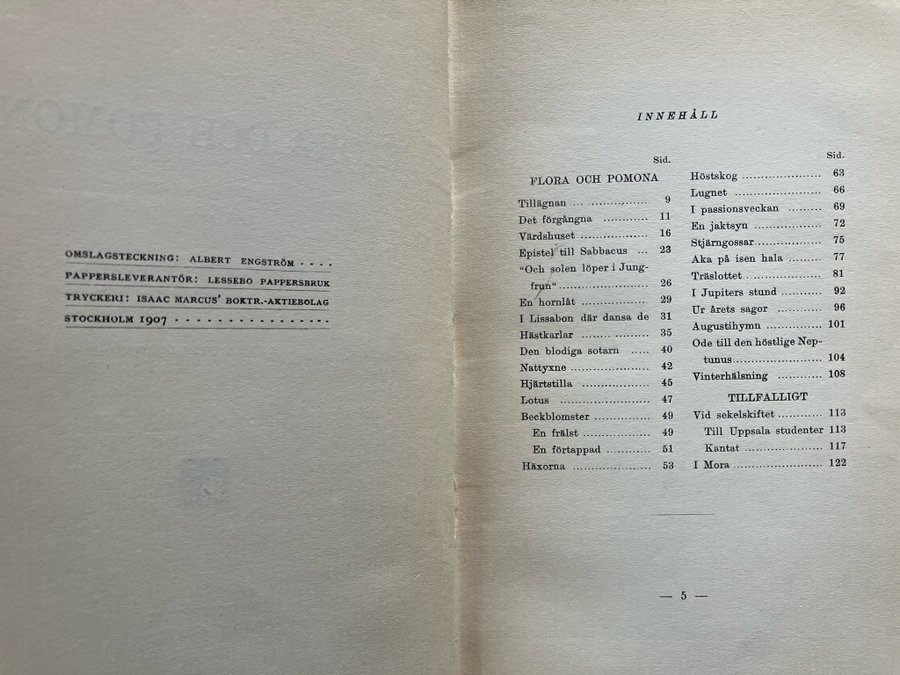 OMSLAGSTECKNING: ALBERT ENGSTRÖM . . . .
PAPPERSLEVERANTÖR: LESSEBO PAPPERSBRUK
TRYCKERI: ISAAC MARCUS' BOKTR.-AKTIEBOLAG
STOCKHOLM 1907 . . . . . . . . . . . . . . . .
INNEHÅLL
Sid.
FLORA OCH POMONA
Tillägnan .................... 9
Det förgångna ............ 11
Värdshuset .................. 16
Epistel till Sabbacus ... 23
"Och solen löper i Jung-
frun“ ....................... 26
En hornlåt .................. 29
I Lissabon där dansa de 31
Hästkarlar .................. 35
Den blodiga sotarn ..... 40
Nattyxne .................... 42
Hjärtstilla ................... 45
Lotus ........................ 47
Beckblomster .............. 49
En frälst .................. 49
En förtappad ............ 51
Häxorna .................... 53
Sid.
Höstskog .................... 63
Lugnet ...................... 66
I passionsveckan ......... 69
En jaktsyn .................. 72
Stjärngossar ................ 75
Aka på isen hala ......... 77
Träslottet .................... 81
I Jupiters stund .......... 92
Ur årets sagor ............ 96
Augustihymn .............. 101
Ode till den höstlige Nep-
tunus ...................... 104
Vinterhälsning ............ 108
TILLFALLIGT
Vid sekelskiftet ............ 113
Till Uppsala studenter 113
Kantat ..................... 117
I Mora ....................... 122
— 5 —